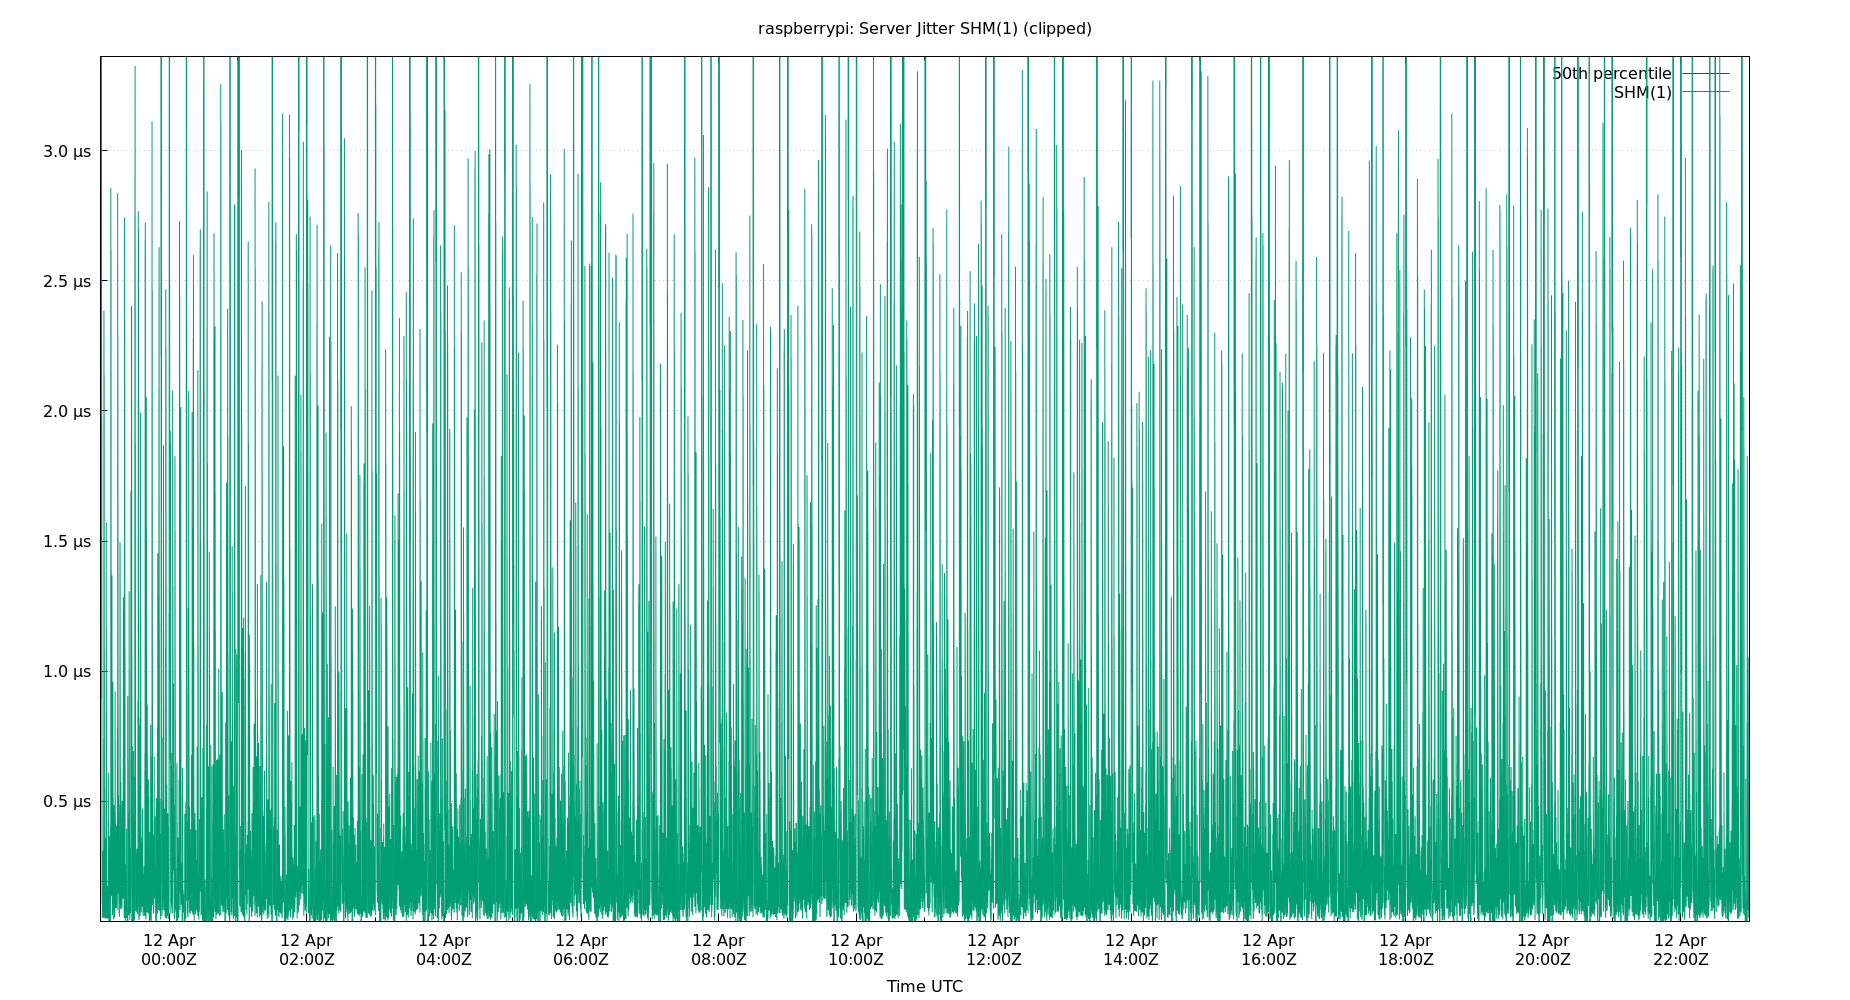 raspberrypi: Server Jitter SHM(1) (clipped)
50th percentile
SHM(1)
3.0 µs
2.5 µs
2.0 µs
1.5 µs
1.0 µs
0.5 µs
12 Apr 12 Apr 12 Apr 12 Apr 12 Apr 12 Apr 12 Apr 12 Apr 12 Apr 12 Apr 12 Apr 12 Apr
00:00Z 02:00Z 04:00Z 06:00Z 08:00Z 10:00Z 12:00Z 14:00Z 16:00Z 18:00Z 20:00Z 22:00Z
Time UTC